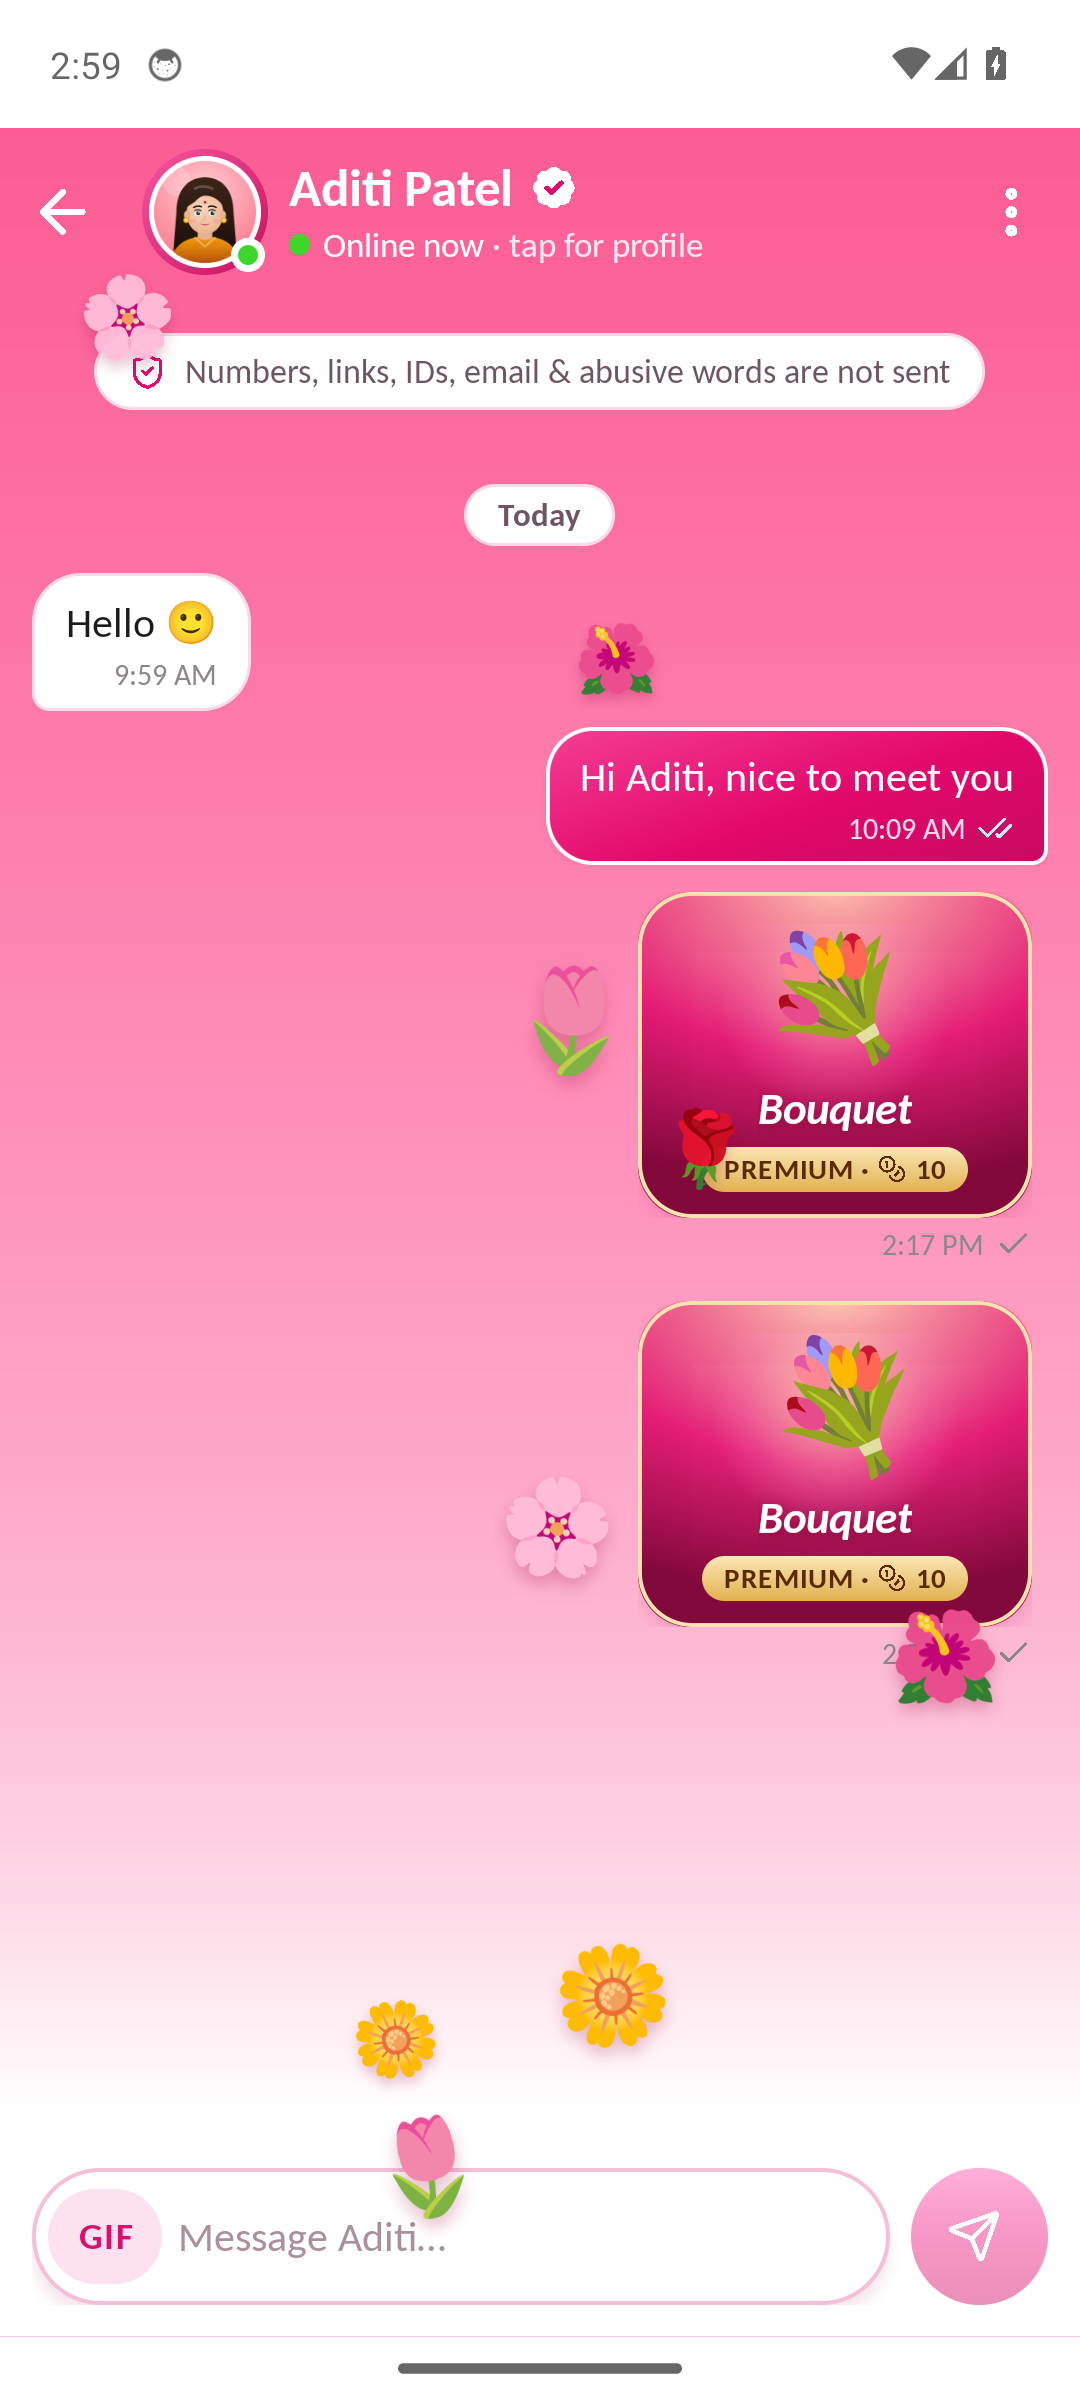 2:59
Aditi Patel
Online now · tap for profile
Numbers, links, IDs, email & abusive words are not sent
Today
Hello 🙂
9:59 AM
Hi Aditi, nice to meet you
10:09 AM
Bouquet
PREMIUM · 10
2:17 PM
Bouquet
PREMIUM · 10
GIF
Message Aditi...